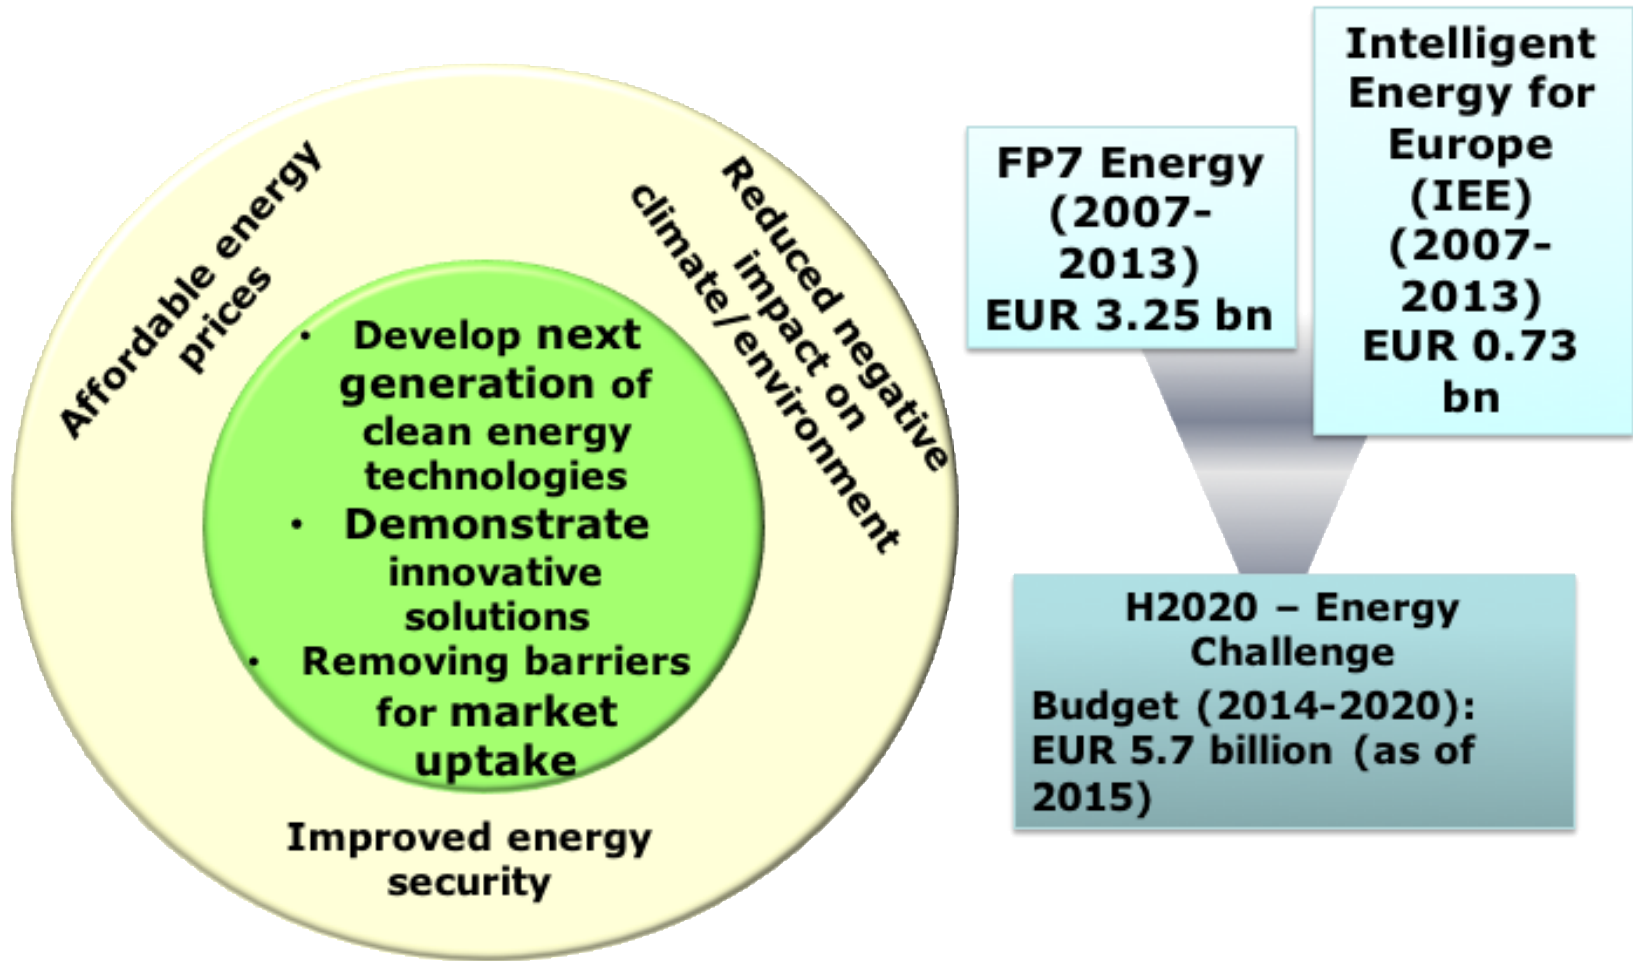 Affordable energy
prices
Reduced negative
impact on
climate/environment
• Develop next
generation of
clean energy
technologies
• Demonstrate
innovative
solutions
• Removing barriers
for market
uptake
Improved energy
security
FP7 Energy
(2007-
2013)
EUR 3.25 bn
Intelligent
Energy for
Europe
(IEE)
(2007-
2013)
EUR 0.73
bn
H2020 – Energy
Challenge
Budget (2014-2020):
EUR 5.7 billion (as of
2015)